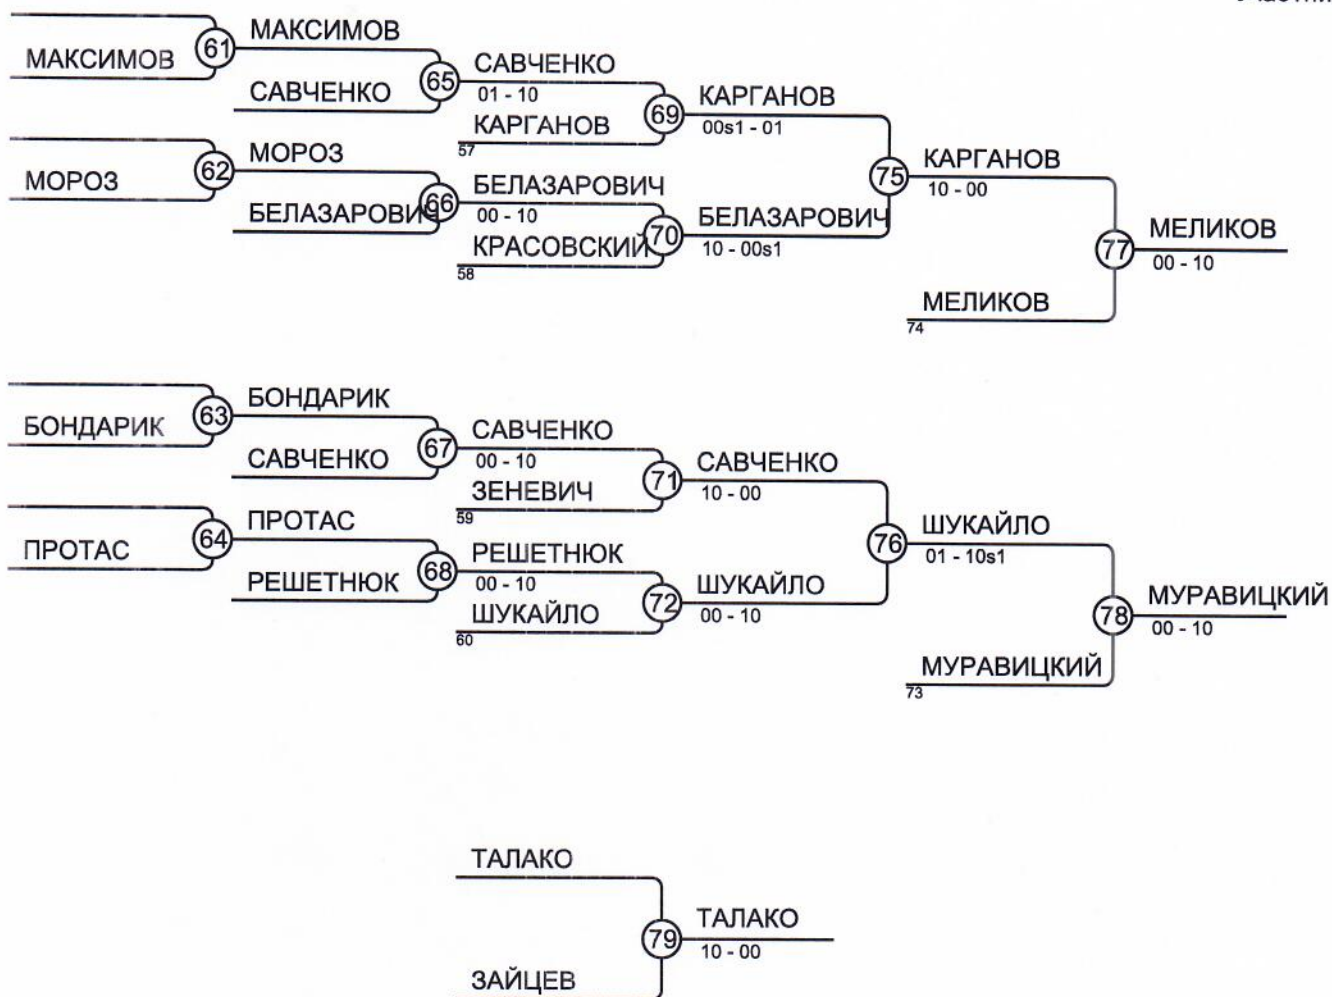 МАКСИМОВ
61
МАКСИМОВ
САВЧЕНКО
65
САВЧЕНКО
01 - 10
КАРГАНОВ
57
69
КАРГАНОВ
00s1 - 01
МОРОЗ
62
МОРОЗ
БЕЛАЗАРОВИЧ
66
БЕЛАЗАРОВИЧ
00 - 10
КРАСОВСКИЙ
58
70
БЕЛАЗАРОВИЧ
10 - 00s1
75
КАРГАНОВ
10 - 00
МЕЛИКОВ
74
77
МЕЛИКОВ
00 - 10
БОНДАРИК
63
БОНДАРИК
САВЧЕНКО
67
САВЧЕНКО
00 - 10
ЗЕНЕВИЧ
59
71
САВЧЕНКО
10 - 00
ПРОТАС
64
ПРОТАС
РЕШЕТНЮК
68
РЕШЕТНЮК
00 - 10
ШУКАЙЛО
60
72
ШУКАЙЛО
00 - 10
76
ШУКАЙЛО
01 - 10s1
МУРАВИЦКИЙ
73
78
МУРАВИЦКИЙ
00 - 10
ТАЛАКО
ЗАЙЦЕВ
79
ТАЛАКО
10 - 00